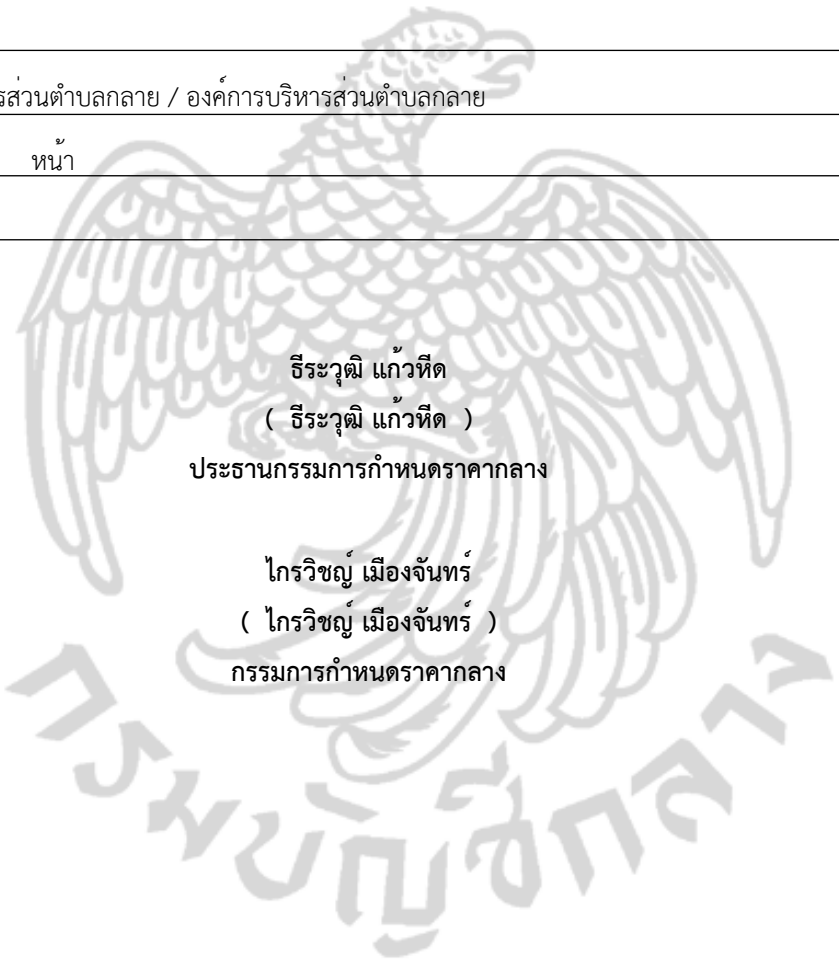 รส่วนตำบลกลาย / องค์การบริหารส่วนตำบลกลาย
หน้า
ธีระวุฒิ แก้วหีด
( ธีระวุฒิ แก้วหีด )
ประธานกรรมการกำหนดราคากลาง
ไกรวิชญ์ เมืองจันทร์
( ไกรวิชญ์ เมืองจันทร์ )
กรรมการกำหนดราคากลาง
กรมบัญชีกลาง